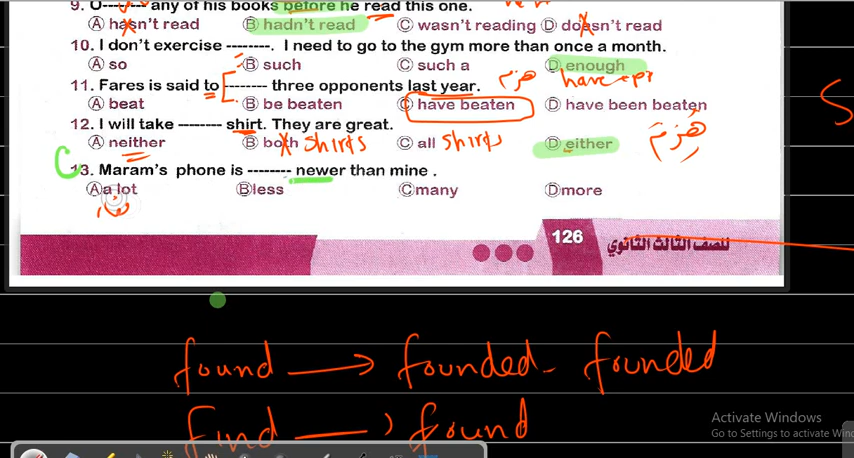 9. O-------- any of his books before he read this one.
Ⓐ hasn't read Ⓑ hadn't read Ⓒ wasn't reading Ⓓ doesn't read
10. I don't exercise --------. I need to go to the gym more than once a month.
Ⓐ so Ⓑ such Ⓒ such a Ⓓ enough
11. Fares is said to -------- three opponents last year. هزم have + pp
Ⓐ beat Ⓑ be beaten Ⓒ have beaten Ⓓ have been beaten
12. I will take -------- shirt. They are great.
Ⓐ neither Ⓑ both shirts Ⓒ all shirts Ⓓ either هُزِمَ
13. Maram's phone is -------- newer than mine .
Ⓐ a lot Ⓑ less Ⓒ many Ⓓ more
126 للصف الثالث الثانوي
found → founded - founded
Find → found
Activate Windows
Go to Settings to activate Wind